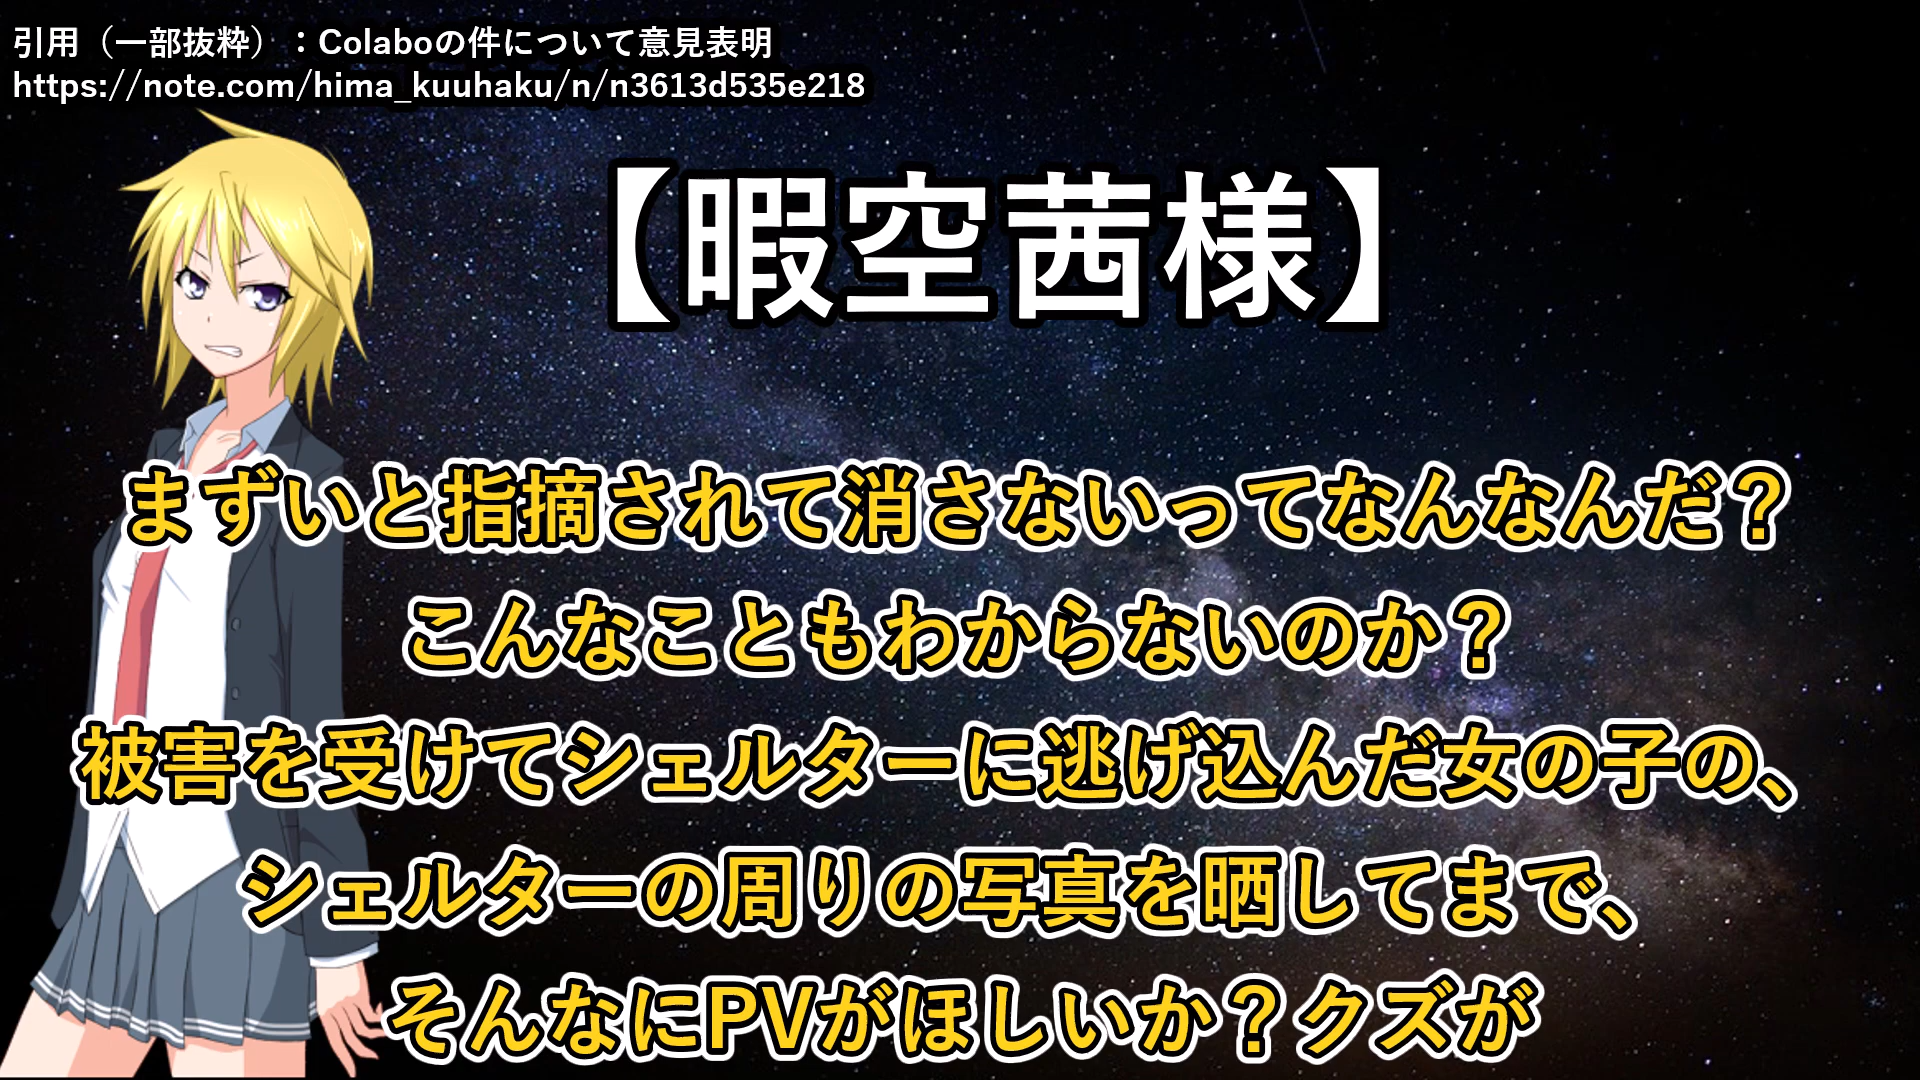 引用（一部抜粋）：Colaboの件について意見表明
https://note.com/hima_kuuhaku/n/n3613d535e218
【暇空茜様】
まずいと指摘されて消さないってなんなんだ？
こんなこともわからないのか？
被害を受けてシェルターに逃げ込んだ女の子の、
シェルターの周りの写真を晒してまで、
そんなにPVがほしいか？クズが